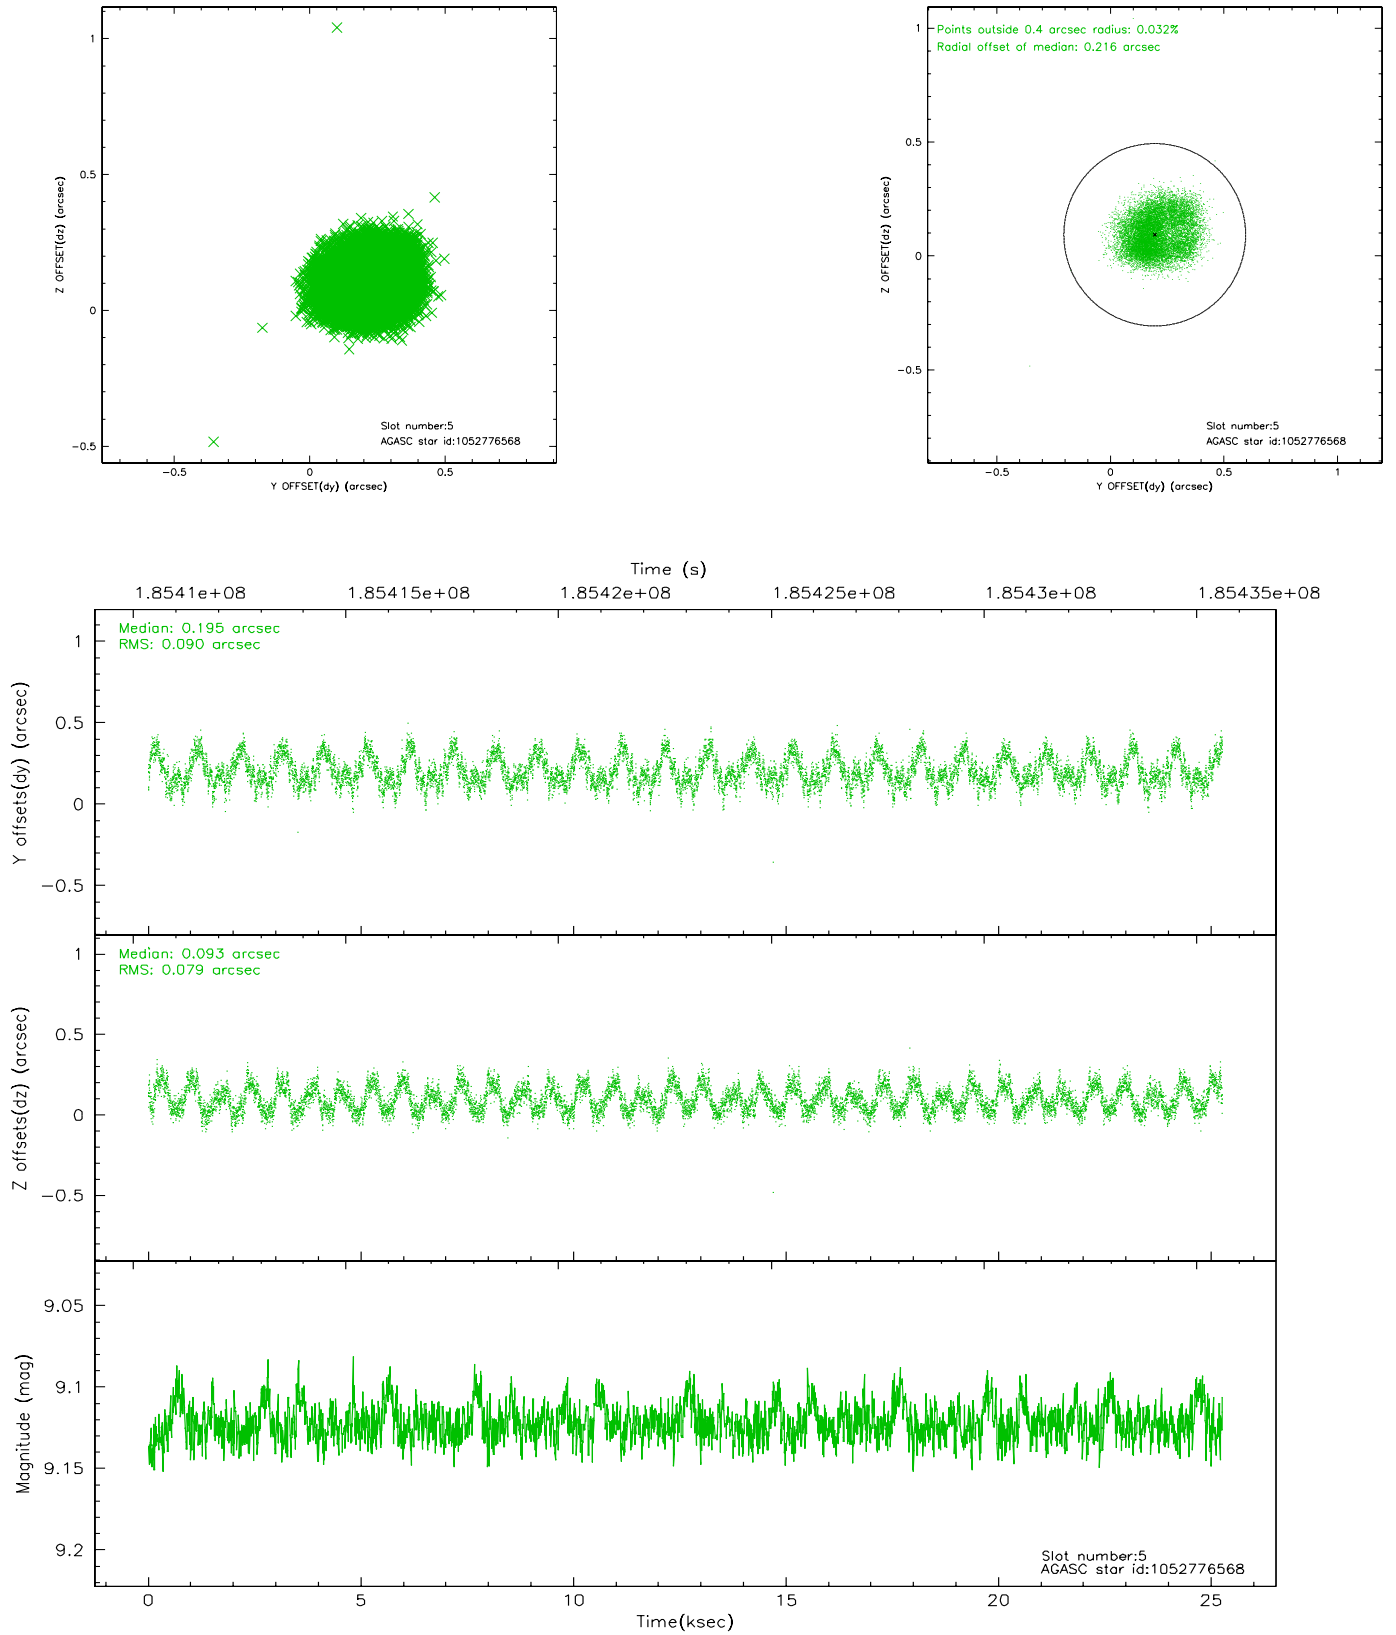 1
0.5
0
−0.5
Z OFFSET(dz) (arcsec)
−0.5
0
0.5
Y OFFSET(dy) (arcsec)
Slot number:5
AGASC star id:1052776568
Points outside 0.4 arcsec radius: 0.032%
Radial offset of median: 0.216 arcsec
1
0.5
0
−0.5
Z OFFSET(dz) (arcsec)
−0.5
0
0.5
1
Y OFFSET(dy) (arcsec)
Slot number:5
AGASC star id:1052776568
Time (s)
1.8541e+08
1.85415e+08
1.8542e+08
1.85425e+08
1.8543e+08
1.85435e+08
Median: 0.195 arcsec
RMS: 0.090 arcsec
1
0.5
0
−0.5
Y offsets(dy) (arcsec)
Median: 0.093 arcsec
RMS: 0.079 arcsec
1
0.5
0
−0.5
Z offsets(dz) (arcsec)
9.05
9.1
9.15
9.2
Magnitude (mag)
Slot number:5
AGASC star id:1052776568
0
5
10
15
20
25
Time(ksec)